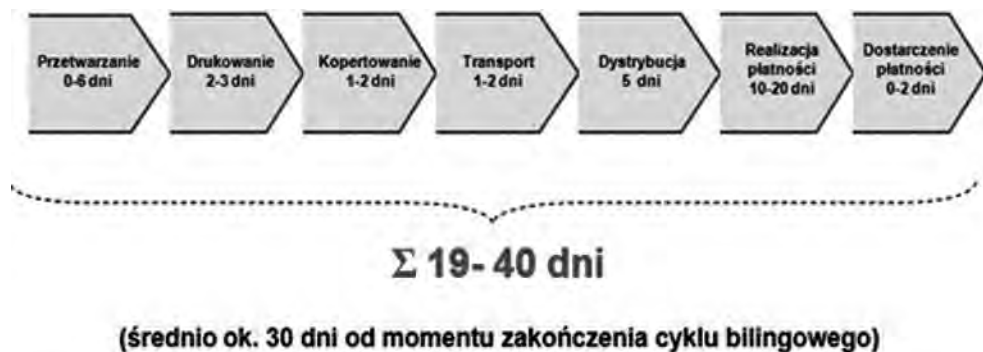 Przetwarzanie
0-6 dni
Drukowanie
2-3 dni
Kopertowanie
1-2 dni
Transport
1-2 dni
Dystrybucja
5 dni
Realizacja
płatności
10-20 dni
Dostarczenie
płatności
0-2 dni
Σ 19- 40 dni
(średnio ok. 30 dni od momentu zakończenia cyklu bilingowego)